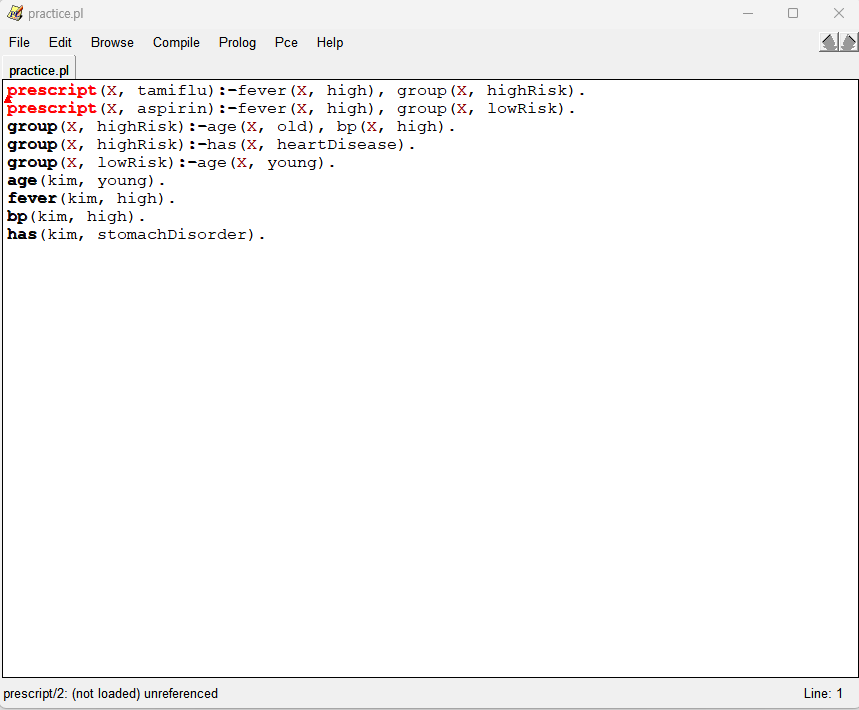 practice.pl
File Edit Browse Compile Prolog Pce Help
practice.pl
prescript(X, tamiflu):-fever(X, high), group(X, highRisk).
prescript(X, aspirin):-fever(X, high), group(X, lowRisk).
group(X, highRisk):-age(X, old), bp(X, high).
group(X, highRisk):-has(X, heartDisease).
group(X, lowRisk):-age(X, young).
age(kim, young).
fever(kim, high).
bp(kim, high).
has(kim, stomachDisorder).
prescript/2: (not loaded) unreferenced Line: 1